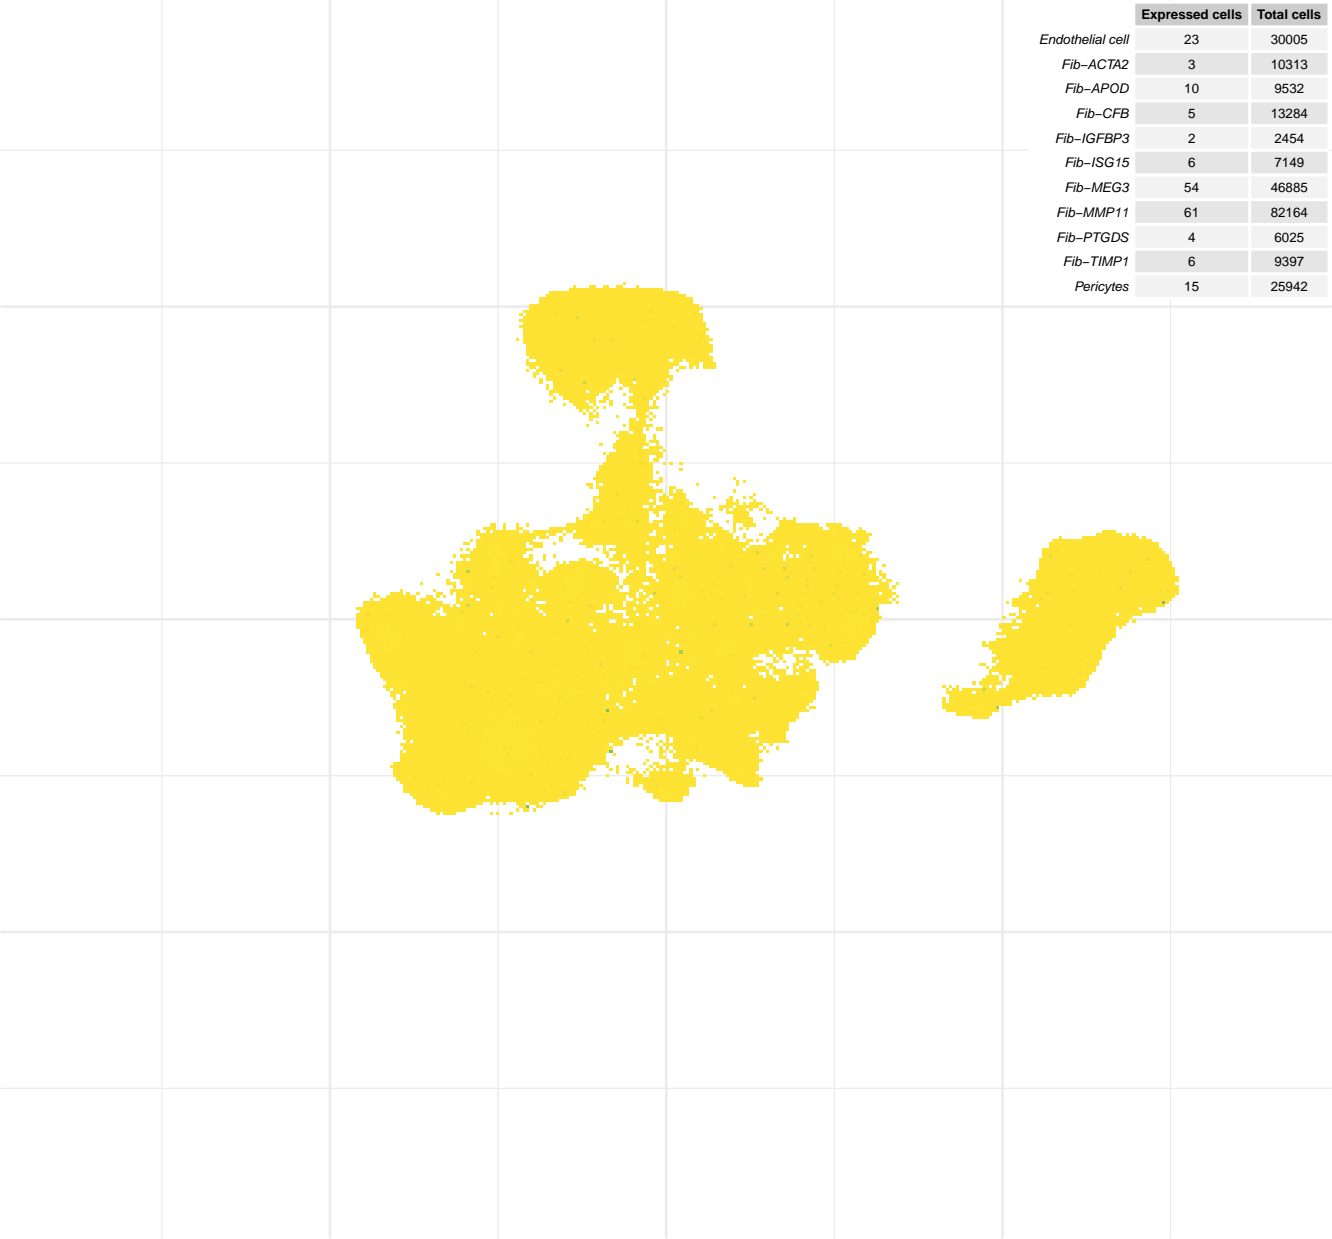 Expressed cells Total cells
Endothelial cell 23 30005
Fib−ACTA2 3 10313
Fib−APOD 10 9532
Fib−CFB 5 13284
Fib−IGFBP3 2 2454
Fib−ISG15 6 7149
Fib−MEG3 54 46885
Fib−MMP11 61 82164
Fib−PTGDS 4 6025
Fib−TIMP1 6 9397
Pericytes 15 25942